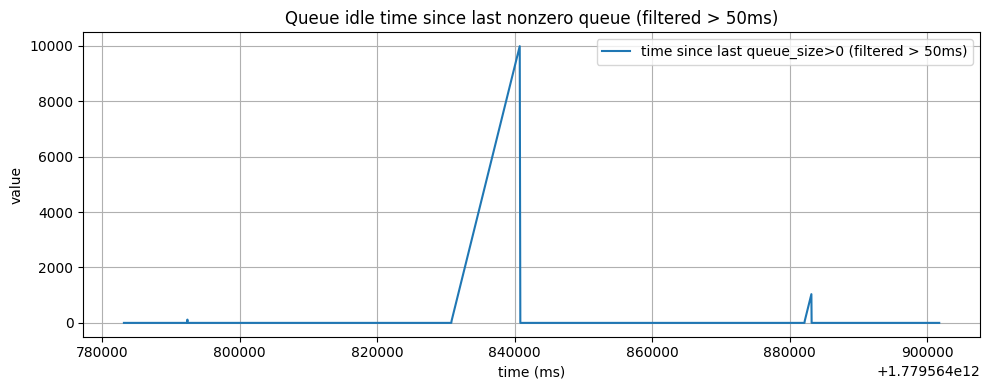 Queue idle time since last nonzero queue (filtered > 50ms)
time since last queue_size>0 (filtered > 50ms)
value
10000
8000
6000
4000
2000
0
780000 800000 820000 840000 860000 880000 900000
time (ms)
+1.779564e12